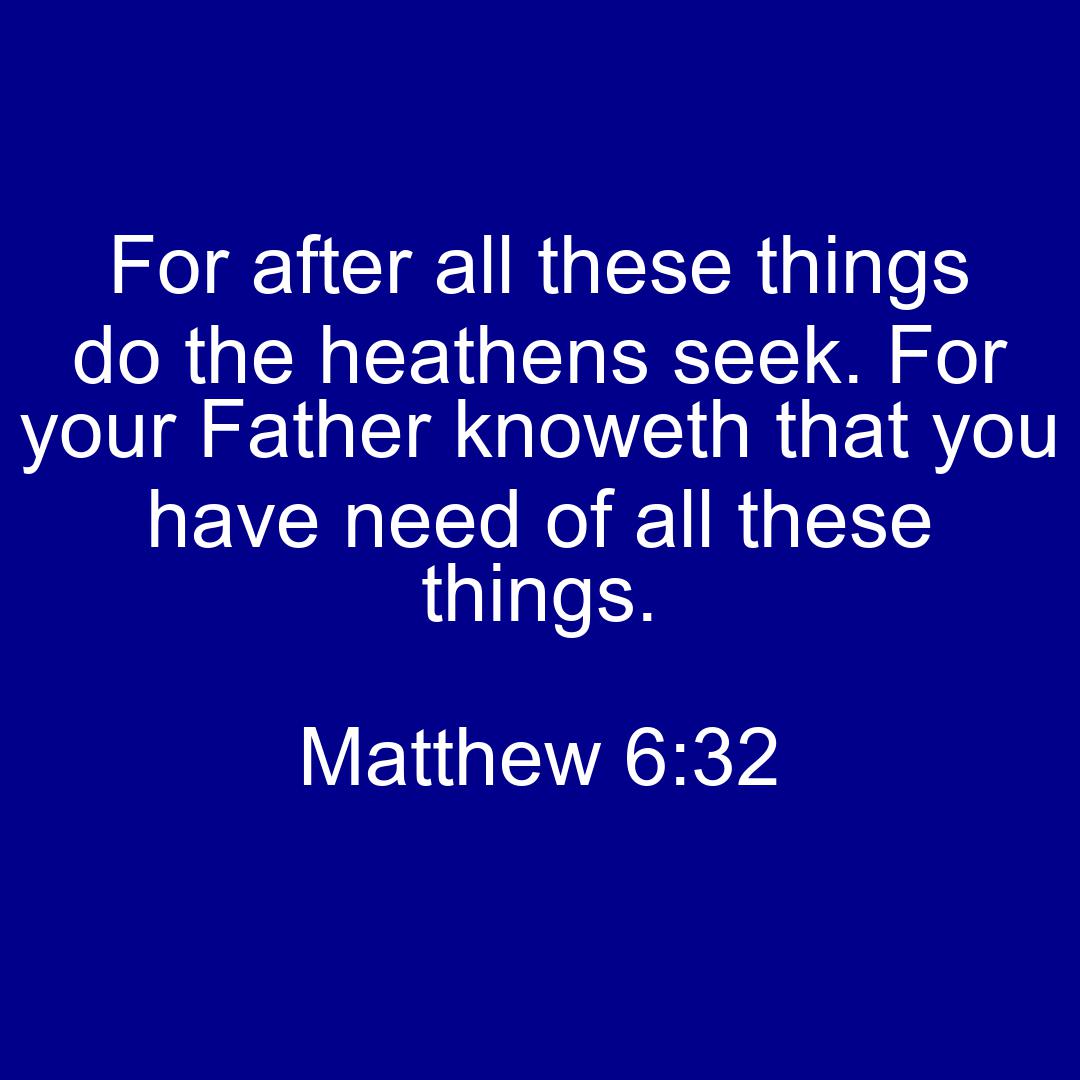 For after all these things
do the heathens seek. For
your Father knoweth that you
have need of all these
things.
Matthew 6:32